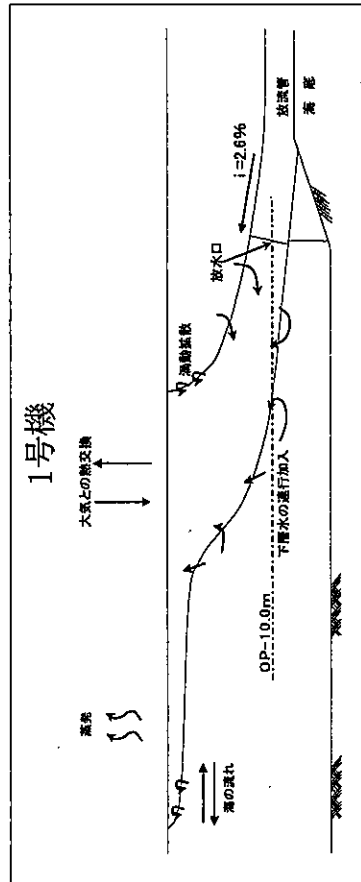 1号機
蒸発
大気との熱交換
渦動拡散
i=2.6%
放流管
海底
放水口
OP-10.0m
下層水の連行加入
海の流れ